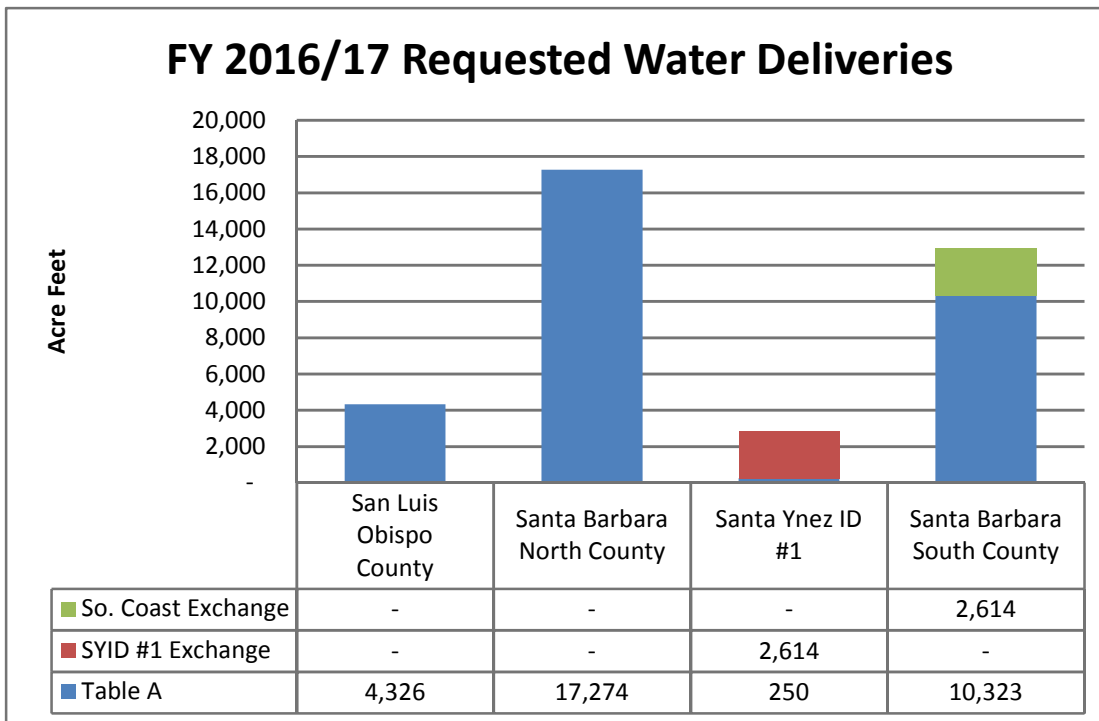 FY 2016/17 Requested Water Deliveries
Acre Feet
20,000
18,000
16,000
14,000
12,000
10,000
8,000
6,000
4,000
2,000
-
San Luis
Obispo
County
Santa Barbara
North County
Santa Ynez ID
#1
Santa Barbara
South County
So. Coast Exchange - - - 2,614
SYID #1 Exchange - - 2,614 -
Table A 4,326 17,274 250 10,323